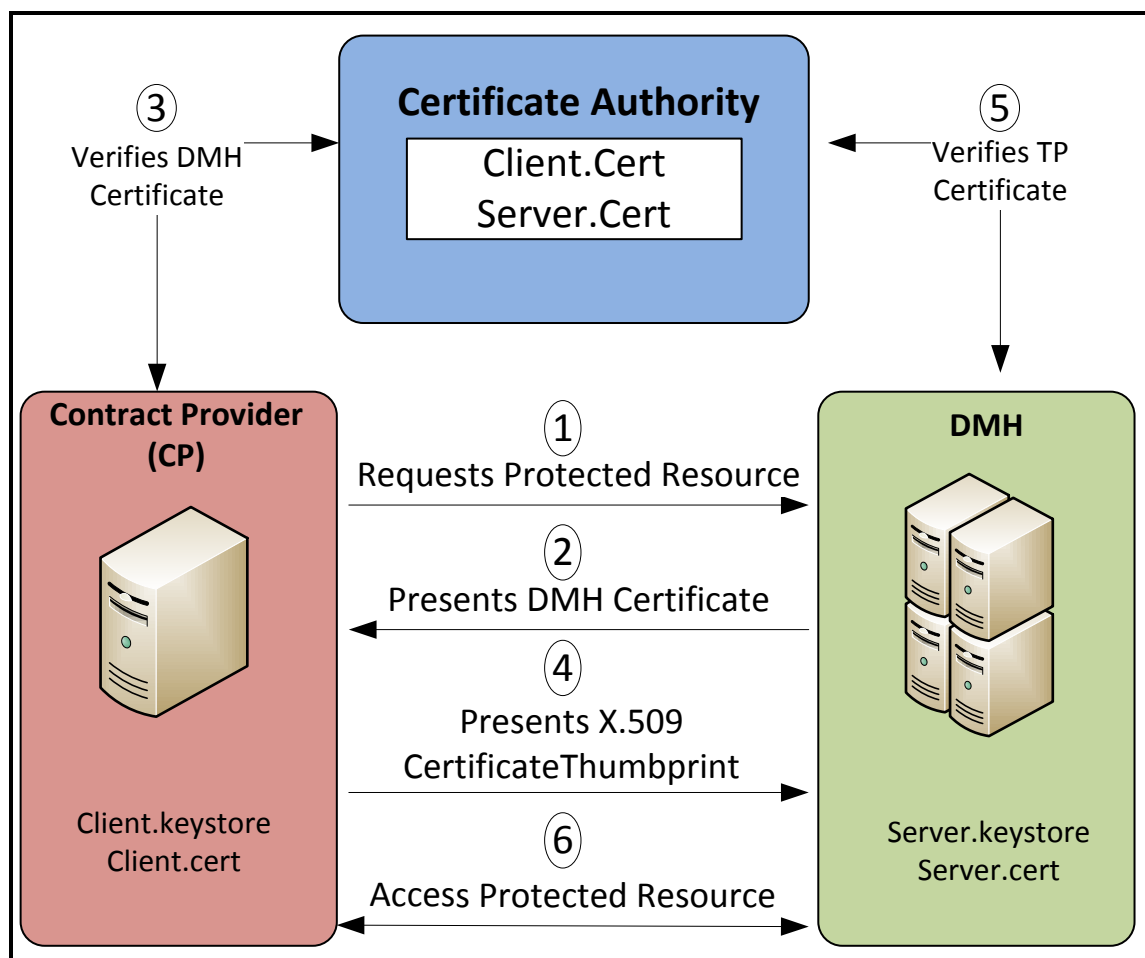 Certificate Authority
Client.Cert
Server.Cert
3
Verifies DMH
Certificate
5
Verifies TP
Certificate
Contract Provider
(CP)
Client.keystore
Client.cert
1
Requests Protected Resource
2
Presents DMH Certificate
4
Presents X.509
CertificateThumbprint
6
Access Protected Resource
DMH
Server.keystore
Server.cert